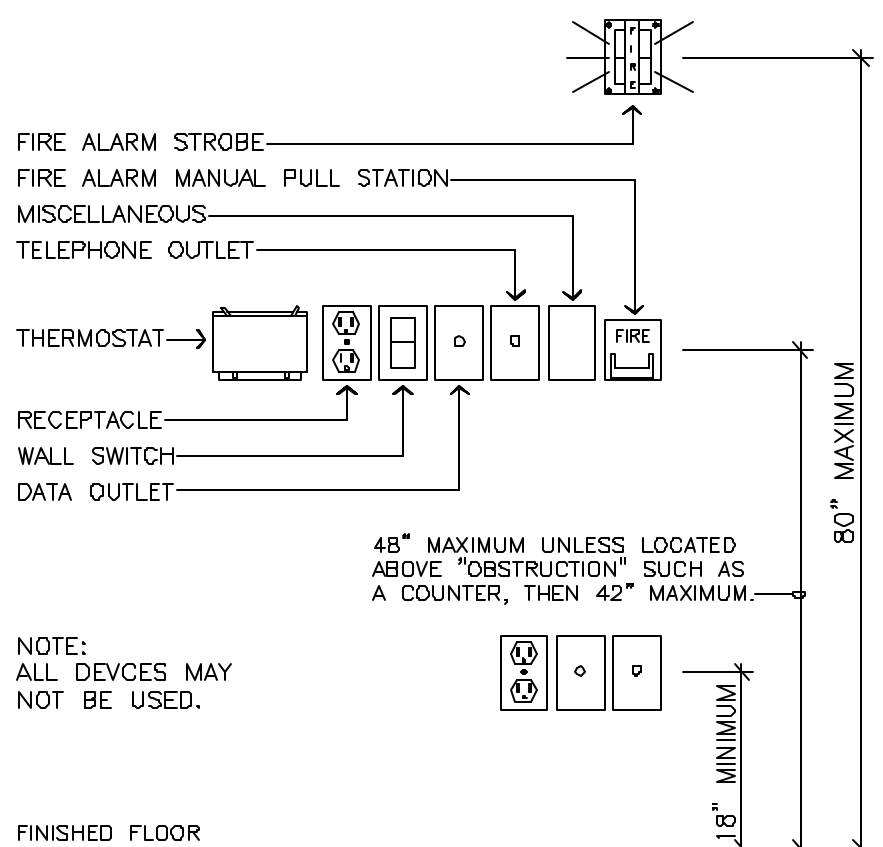 FIRE
FIRE ALARM STROBE
FIRE ALARM MANUAL PULL STATION
MISCELLANEOUS
TELEPHONE OUTLET
THERMOSTAT
FIRE
RECEPTACLE
WALL SWITCH
DATA OUTLET
80" MAXIMUM
48" MAXIMUM UNLESS LOCATED
ABOVE "OBSTRUCTION" SUCH AS
A COUNTER, THEN 42" MAXIMUM.
NOTE:
ALL DEVCES MAY
NOT BE USED.
18" MINIMUM
FINISHED FLOOR